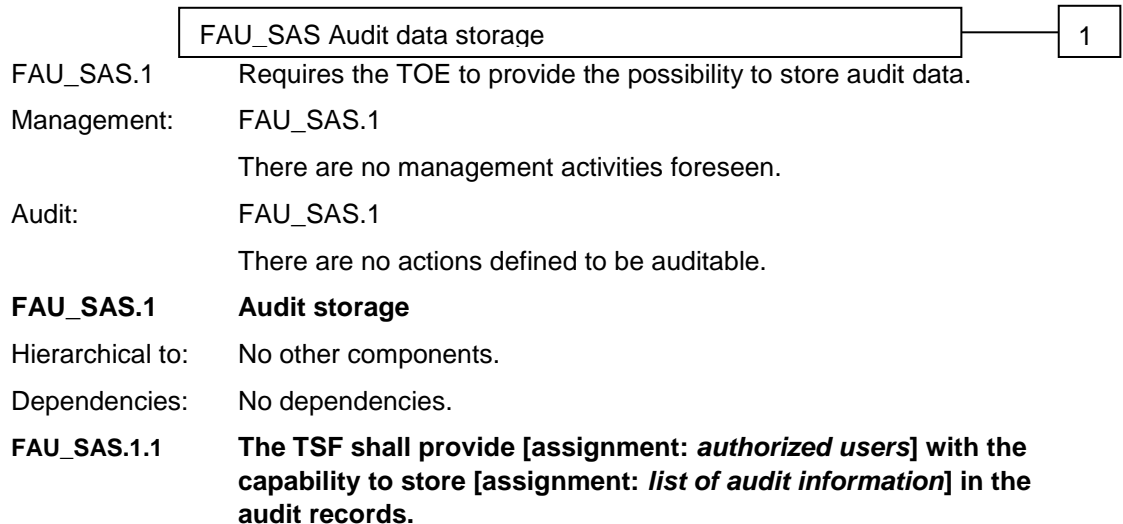 FAU_SAS Audit data storage 1
FAU_SAS.1 Requires the TOE to provide the possibility to store audit data.
Management: FAU_SAS.1
There are no management activities foreseen.
Audit: FAU_SAS.1
There are no actions defined to be auditable.
FAU_SAS.1 Audit storage
Hierarchical to: No other components.
Dependencies: No dependencies.
FAU_SAS.1.1 The TSF shall provide [assignment: authorized users] with the
capability to store [assignment: list of audit information] in the
audit records.